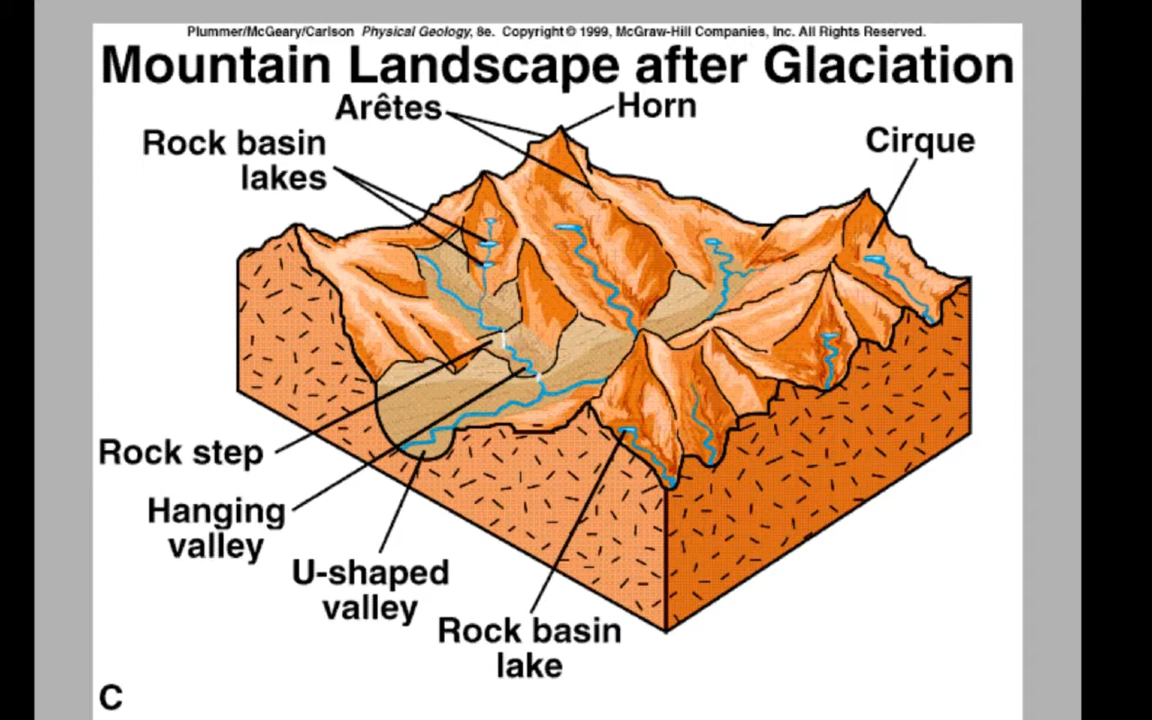 Plummer/McGeary/Carlson Physical Geology, 8e. Copyright © 1999, McGraw-Hill Companies, Inc. All Rights Reserved.
Mountain Landscape after Glaciation
Arêtes
Horn
Cirque
Rock basin
lakes
Rock step
Hanging
valley
U-shaped
valley
Rock basin
lake
C